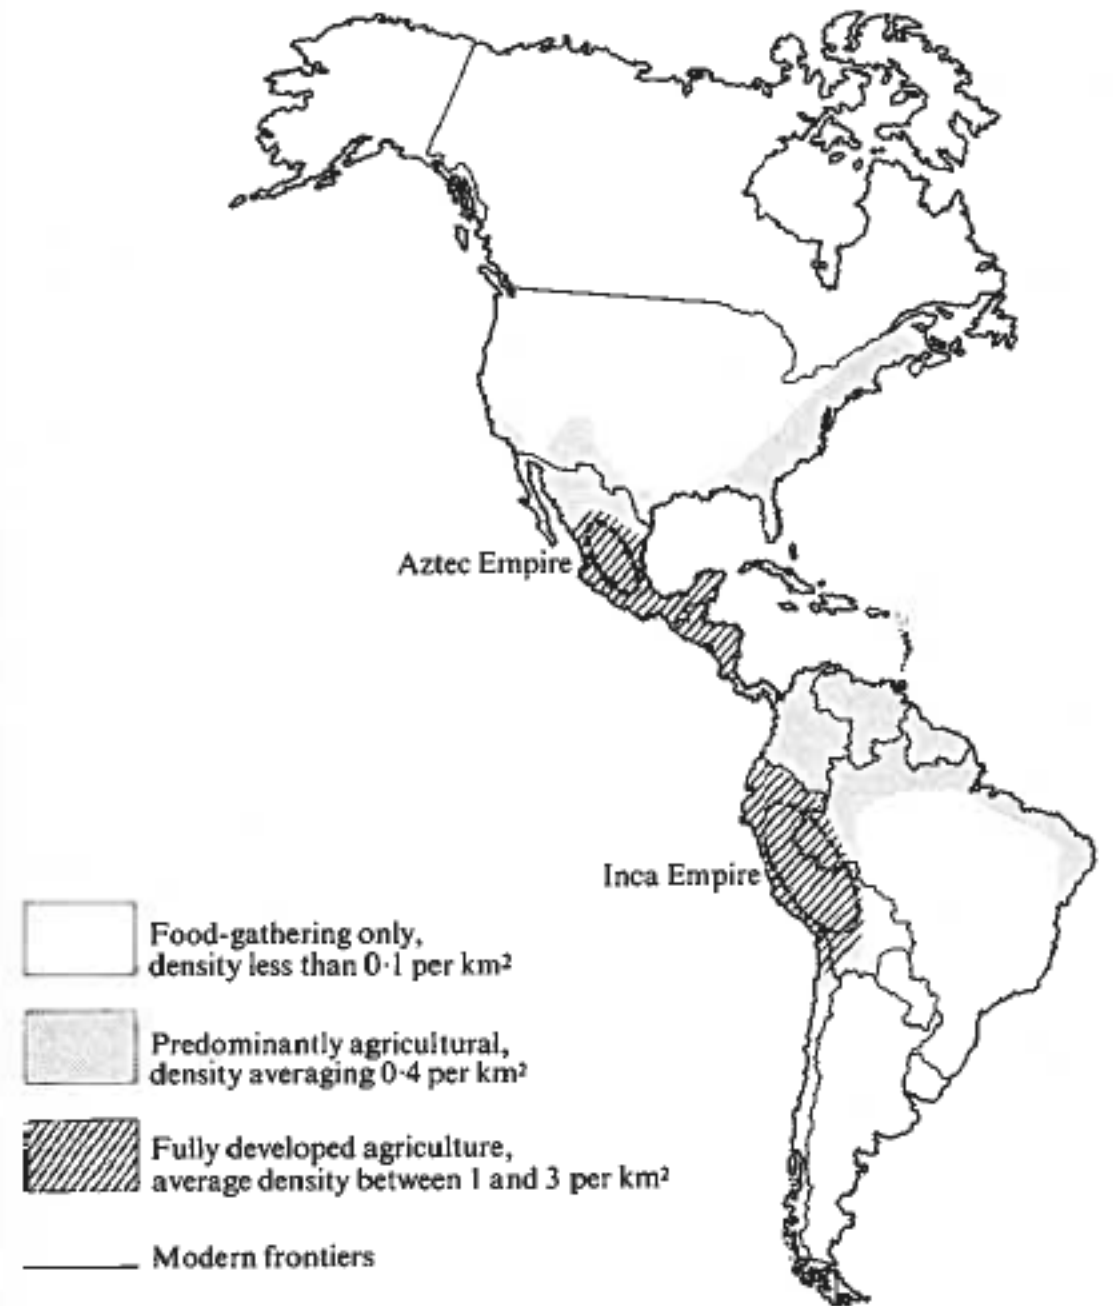 Aztec Empire
Inca Empire
Food-gathering only,
density less than 0·1 per km²
Predominantly agricultural,
density averaging 0·4 per km²
Fully developed agriculture,
average density between 1 and 3 per km²
Modern frontiers